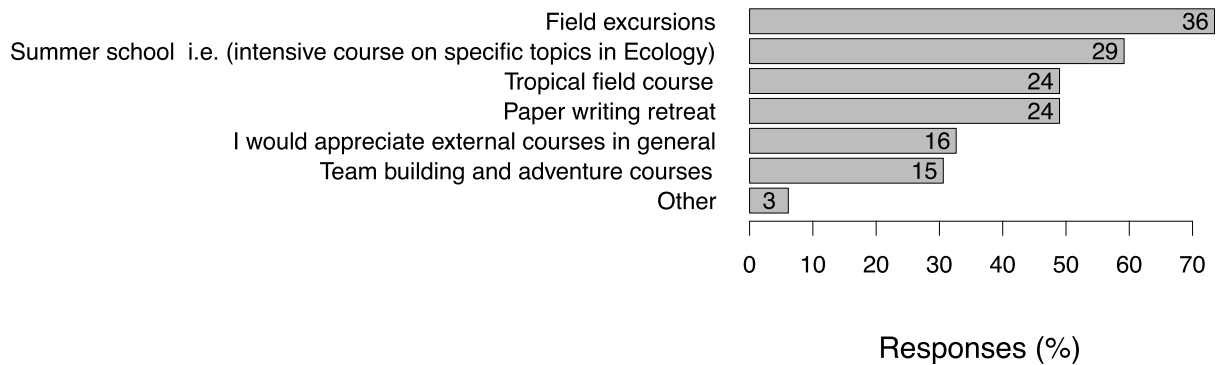 Field excursions 36
Summer school  i.e. (intensive course on specific topics in Ecology) 29
Tropical field course 24
Paper writing retreat 24
I would appreciate external courses in general 16
Team building and adventure courses 15
Other 3
0 10 20 30 40 50 60 70
Responses (%)